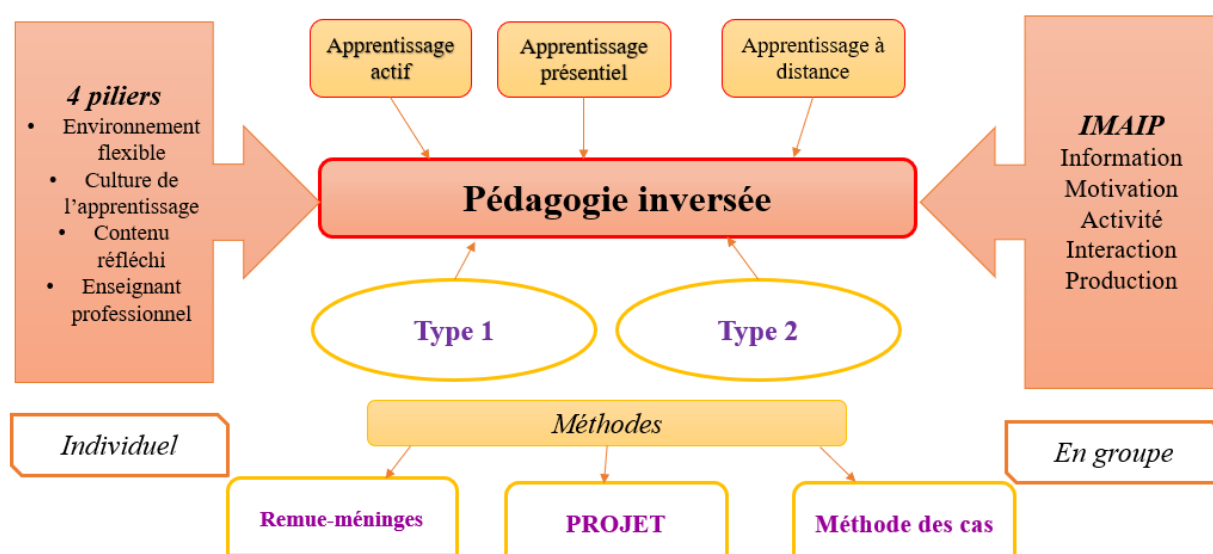 4 piliers
• Environnement
flexible
• Culture de
l’apprentissage
• Contenu
réfléchi
• Enseignant
professionnel
Apprentissage
actif
Apprentissage
présentiel
Apprentissage à
distance
Pédagogie inversée
IMAIP
Information
Motivation
Activité
Interaction
Production
Type 1
Type 2
Individuel
Méthodes
En groupe
Remue-méninges
PROJET
Méthode des cas